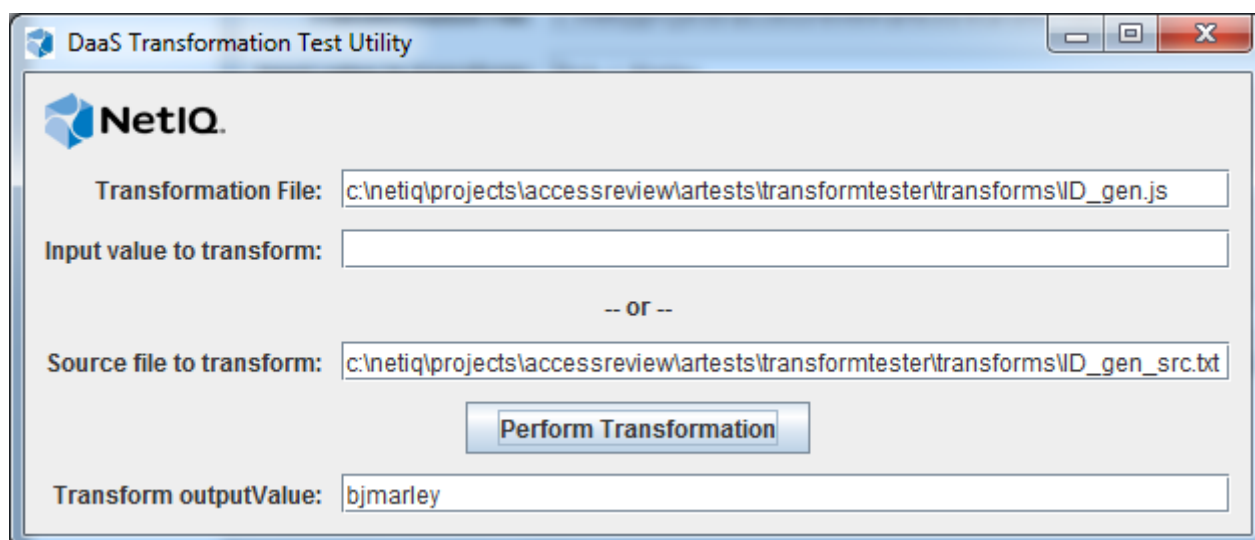 DaaS Transformation Test Utility
NetIQ.
Transformation File: c:\netiq\projects\accessreview\artests\transformtester\transforms\ID_gen.js
Input value to transform:
-- or --
Source file to transform: c:\netiq\projects\accessreview\artests\transformtester\transforms\ID_gen_src.txt
Perform Transformation
Transform outputValue: bjmarley